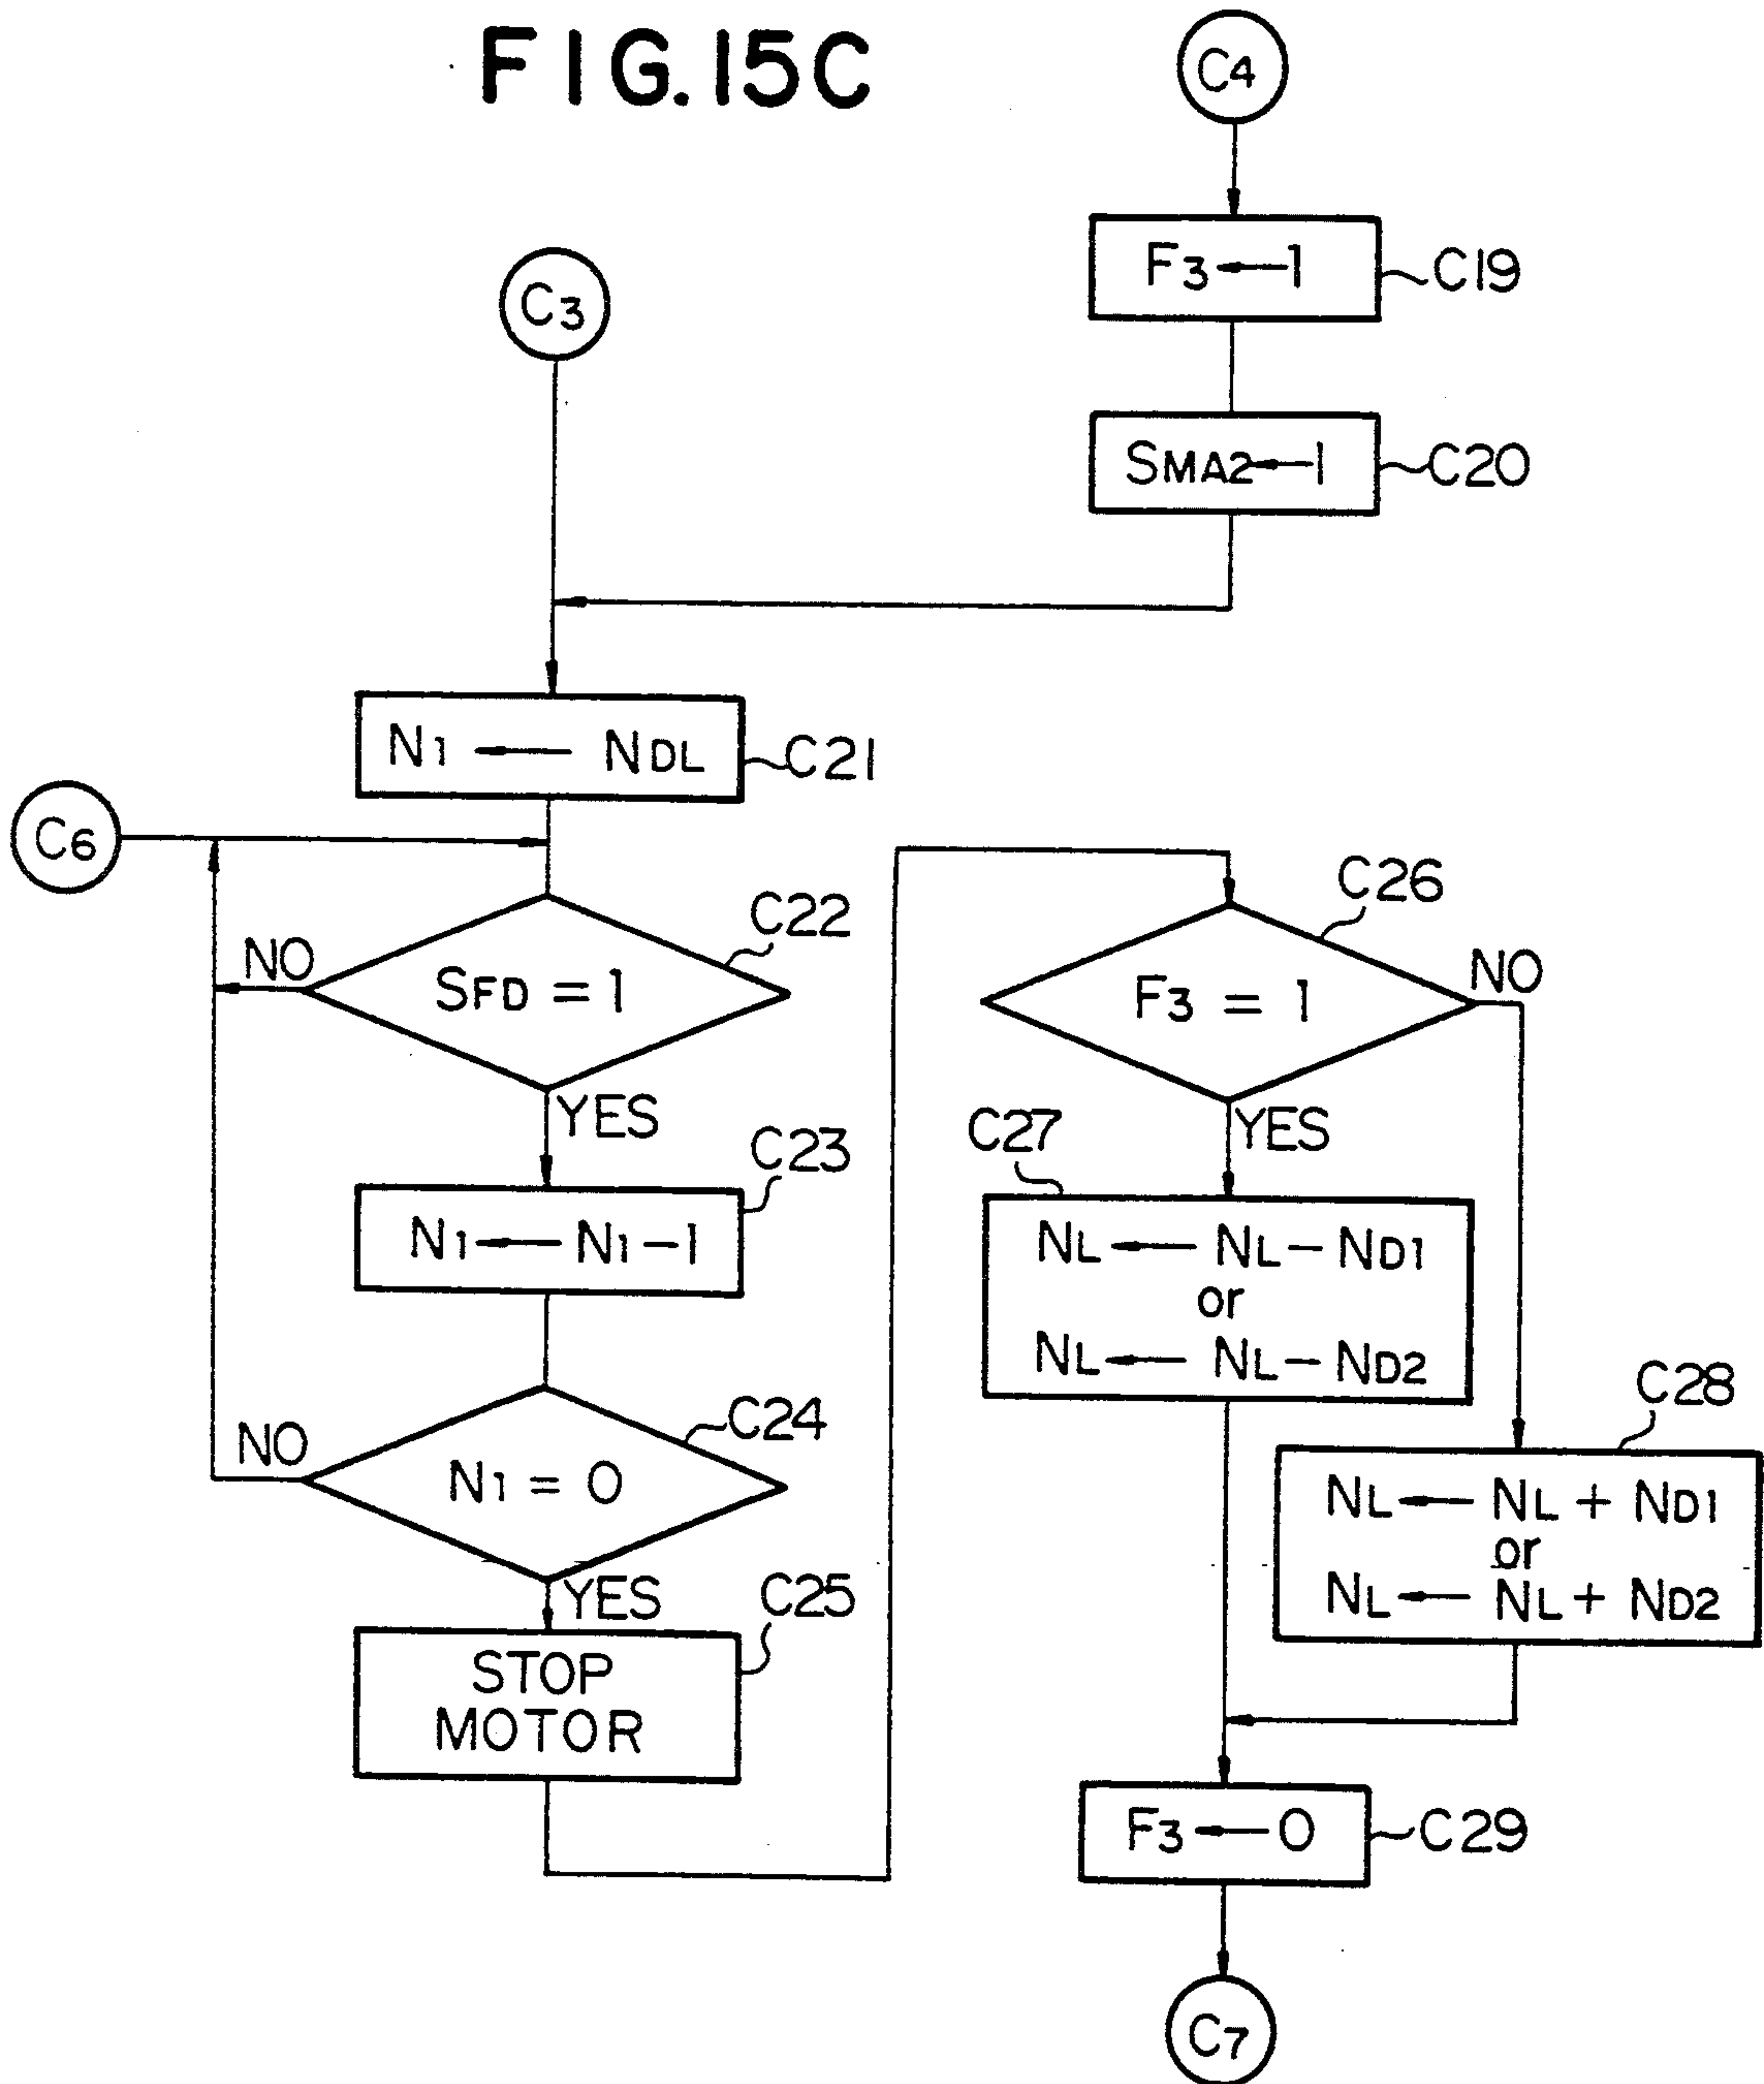 FIG. 15C
C4
F3 ← 1
C19
C3
SMA2 ← 1
C20
N1 ← NDL
C21
C6
C22
NO
SFD = 1
YES
C23
N1 ← N1 − 1
C24
NO
N1 = 0
YES
C25
STOP
MOTOR
C26
F3 = 1
NO
YES
C27
NL ← NL − ND1
or
NL ← NL − ND2
C28
NL ← NL + ND1
or
NL ← NL + ND2
F3 ← 0
C29
C7